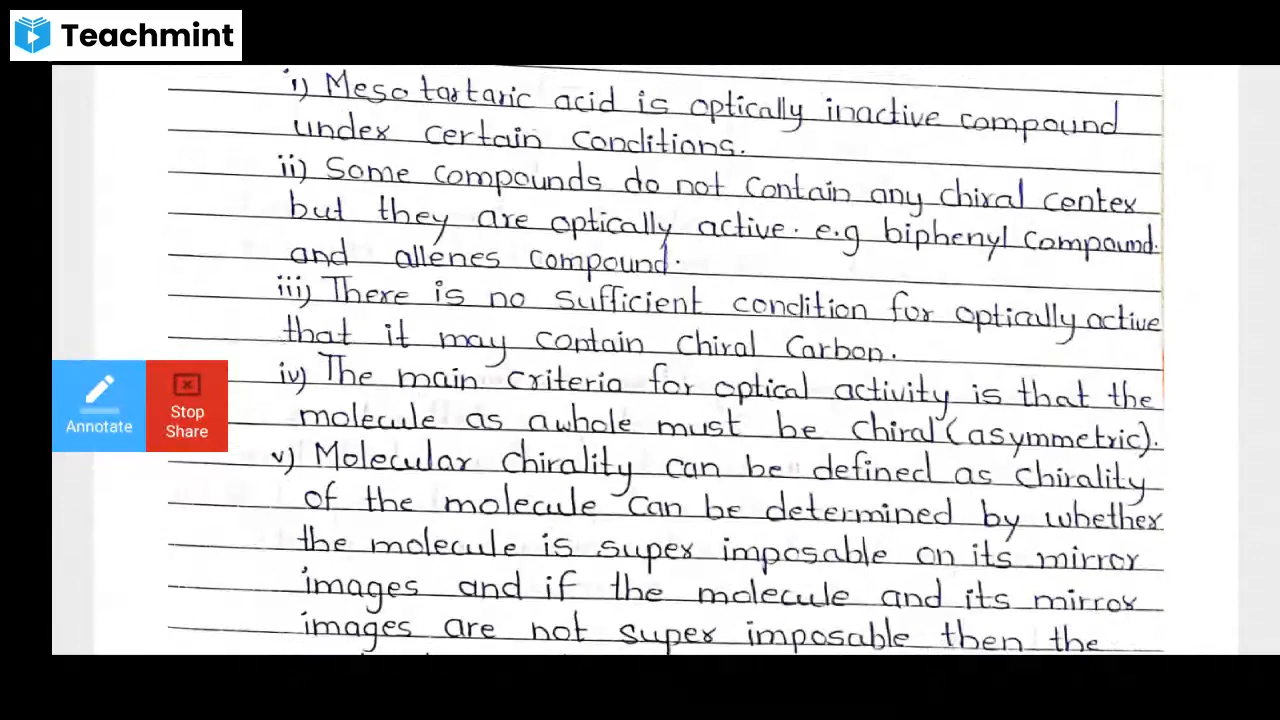 Teachmint
i) Meso tartaric acid is optically inactive compound
under certain conditions.
ii) Some compounds do not contain any chiral center
but they are optically active. e.g biphenyl compound.
and allenes compound.
iii) There is no sufficient condition for optically active
that it may contain chiral carbon.
iv) The main criteria for optical activity is that the
molecule as a whole must be chiral (asymmetric).
v) Molecular chirality can be defined as chirality
of the molecule can be determined by whether
the molecule is super imposable on its mirror
images and if the molecule and its mirror
images are not super imposable then the
Annotate
Stop
Share